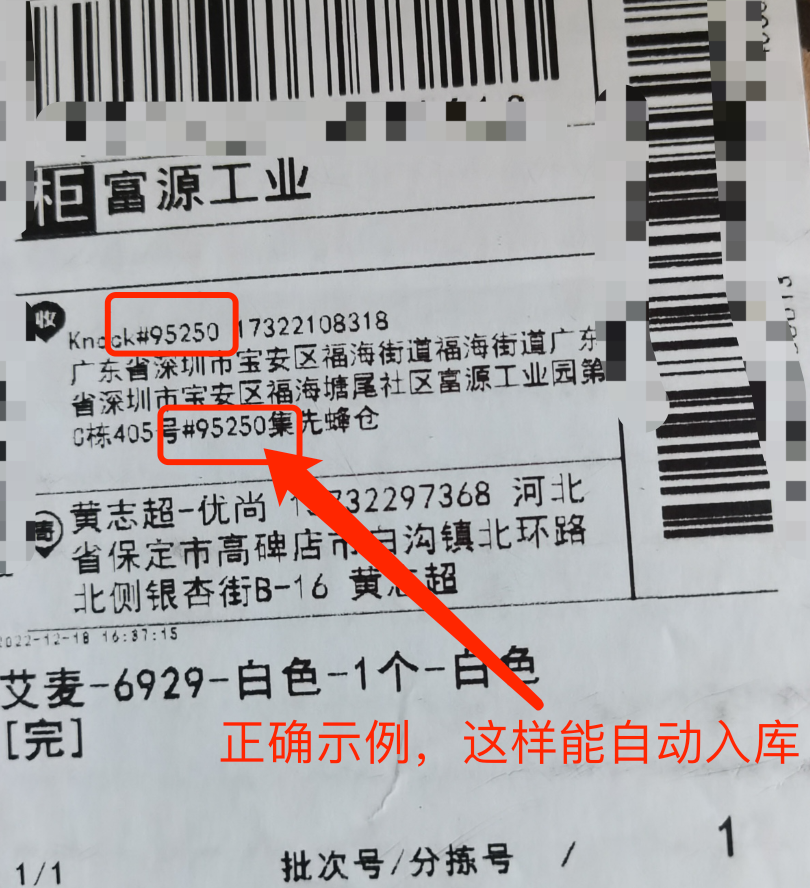 柜 富源工业
收
Knock#95250 17322108318
广东省深圳市宝安区福海街道福海街道广东
省深圳市宝安区福海塘尾社区富源工业园第
C栋405号#95250集先蜂仓
寄
黄志超-优尚 1 732297368 河北
省保定市高碑店市白沟镇北环路
北侧银杏街B-16 黄志超
2022-12-18 16:37:15
艾麦-6929-白色-1个-白色
[完]
正确示例，这样能自动入库
1/1 批次号/分拣号 / 1